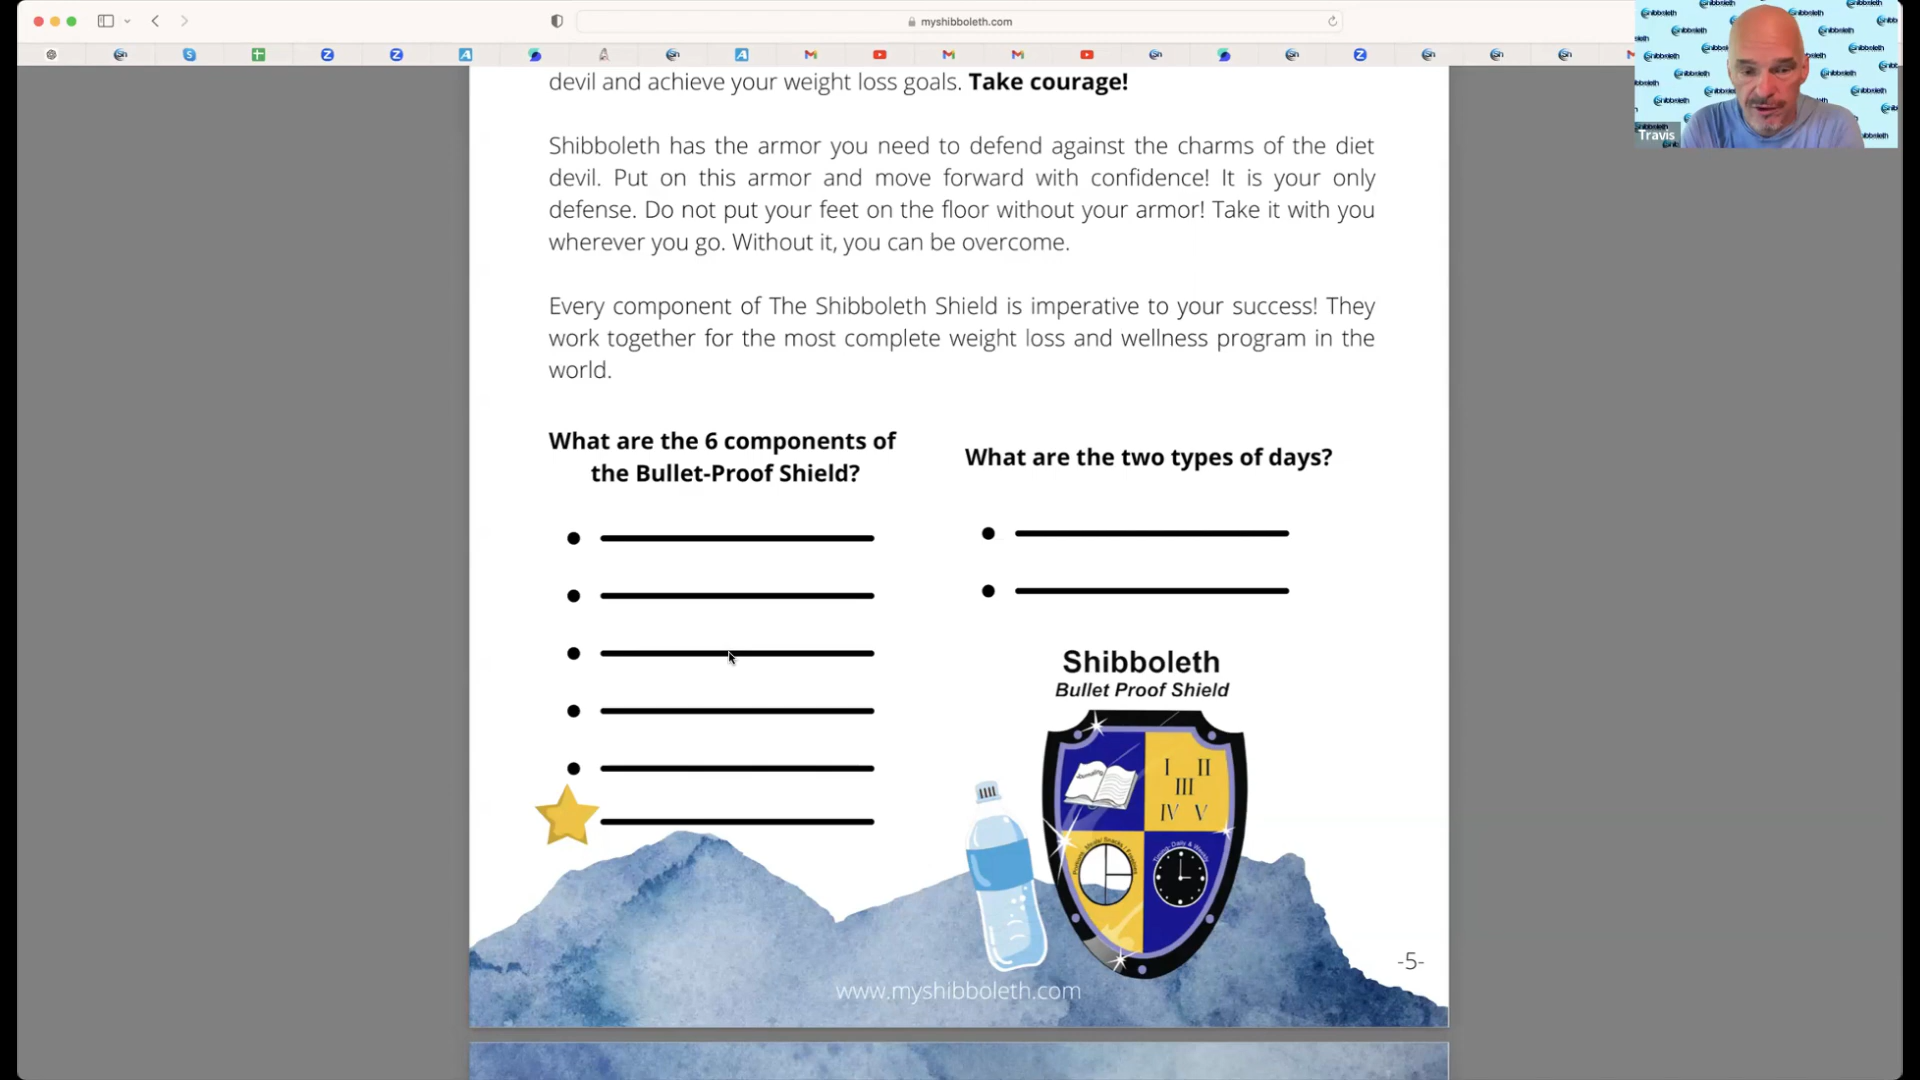 myshibboleth.com
Travis
devil and achieve your weight loss goals. Take courage!
Shibboleth has the armor you need to defend against the charms of the diet
devil. Put on this armor and move forward with confidence! It is your only
defense. Do not put your feet on the floor without your armor! Take it with you
wherever you go. Without it, you can be overcome.
Every component of The Shibboleth Shield is imperative to your success! They
work together for the most complete weight loss and wellness program in the
world.
What are the 6 components of
the Bullet-Proof Shield?
What are the two types of days?
Shibboleth
Bullet Proof Shield
I II
III
IV V
Timing: Daily & Weekly
-5-
www.myshibboleth.com